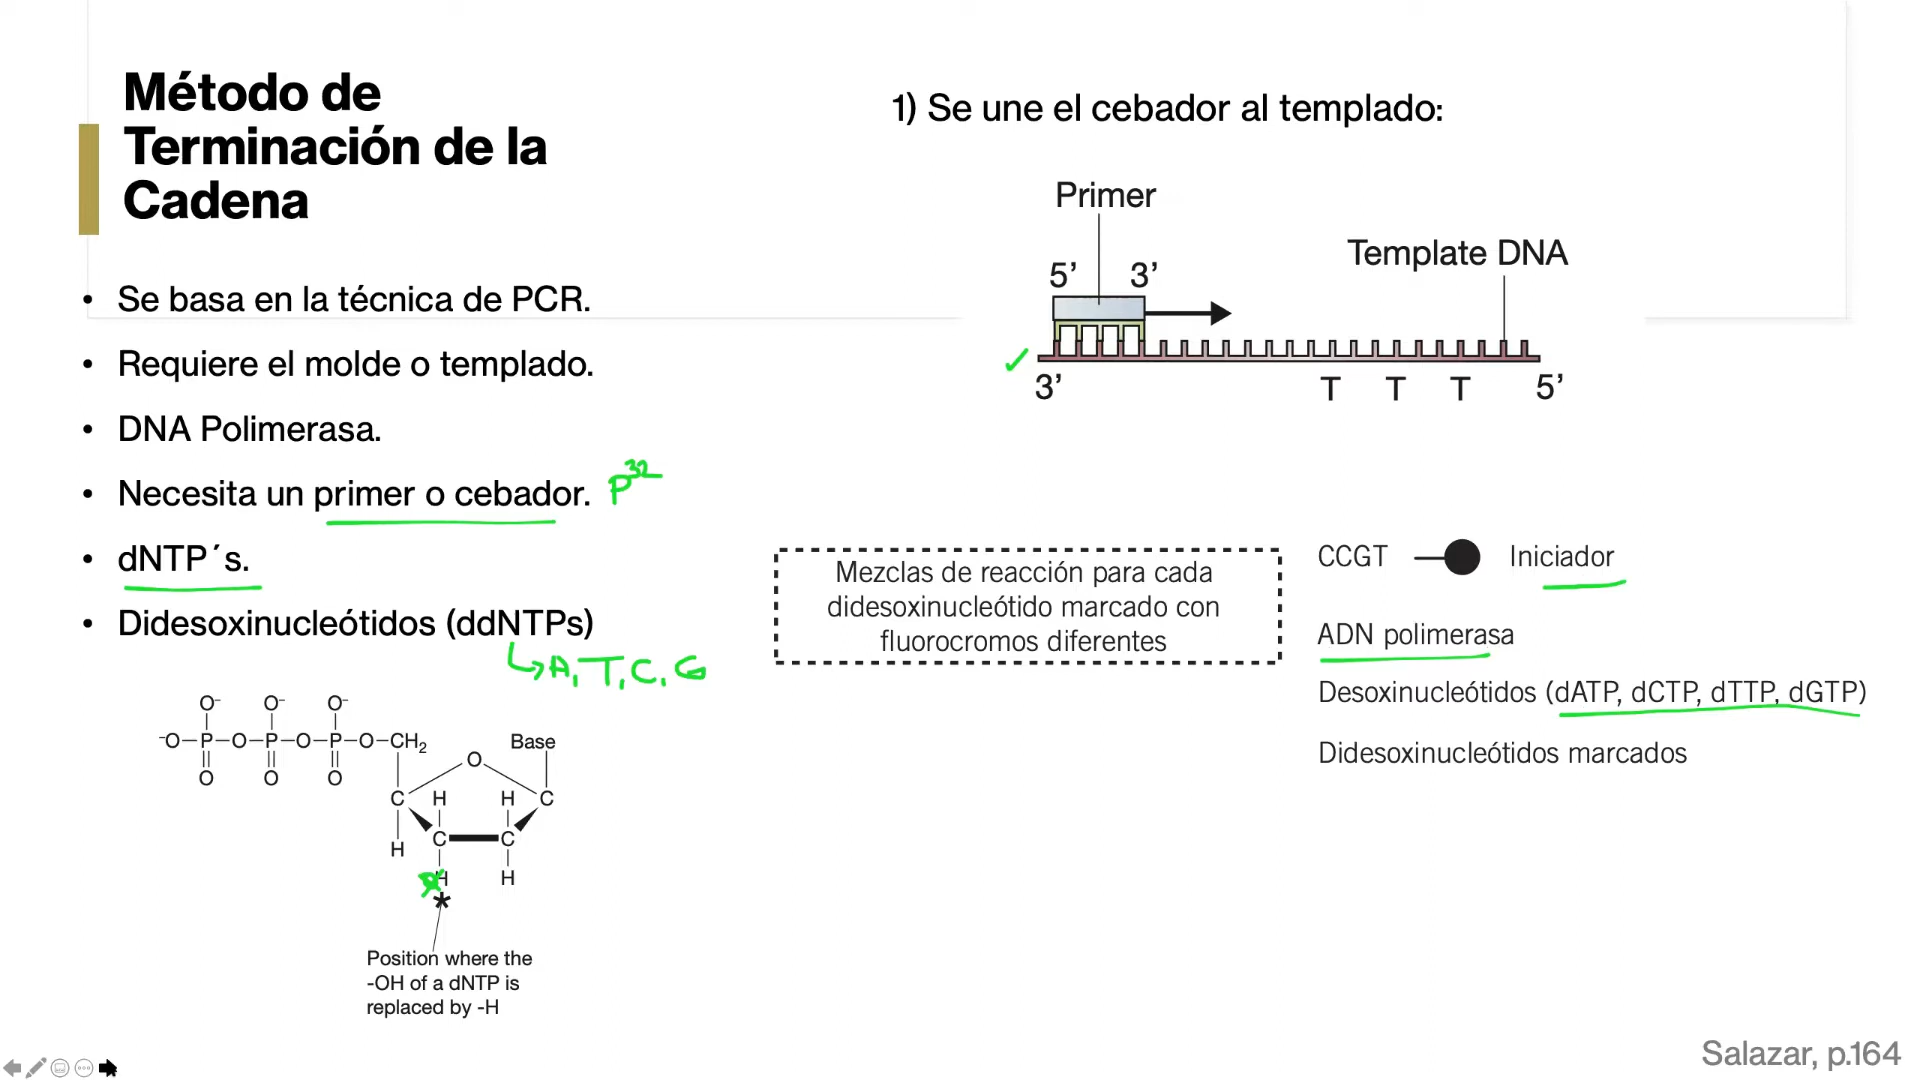 Método de
Terminación de la
Cadena
• Se basa en la técnica de PCR.
• Requiere el molde o templado.
• DNA Polimerasa.
• Necesita un primer o cebador. P³²
• dNTP´s.
• Didesoxinucleótidos (ddNTPs)
A, T, C, G
O⁻ O⁻ O⁻
⁻O–P–O–P–O–P–O–CH₂ Base
O O O O
C H H C
C C
H
H H
*
Position where the
-OH of a dNTP is
replaced by -H
1) Se une el cebador al templado:
Primer
Template DNA
5’ 3’
3’ T T T 5’
Mezclas de reacción para cada
didesoxinucleótido marcado con
fluorocromos diferentes
CCGT Iniciador
ADN polimerasa
Desoxinucleótidos (dATP, dCTP, dTTP, dGTP)
Didesoxinucleótidos marcados
Salazar, p.164